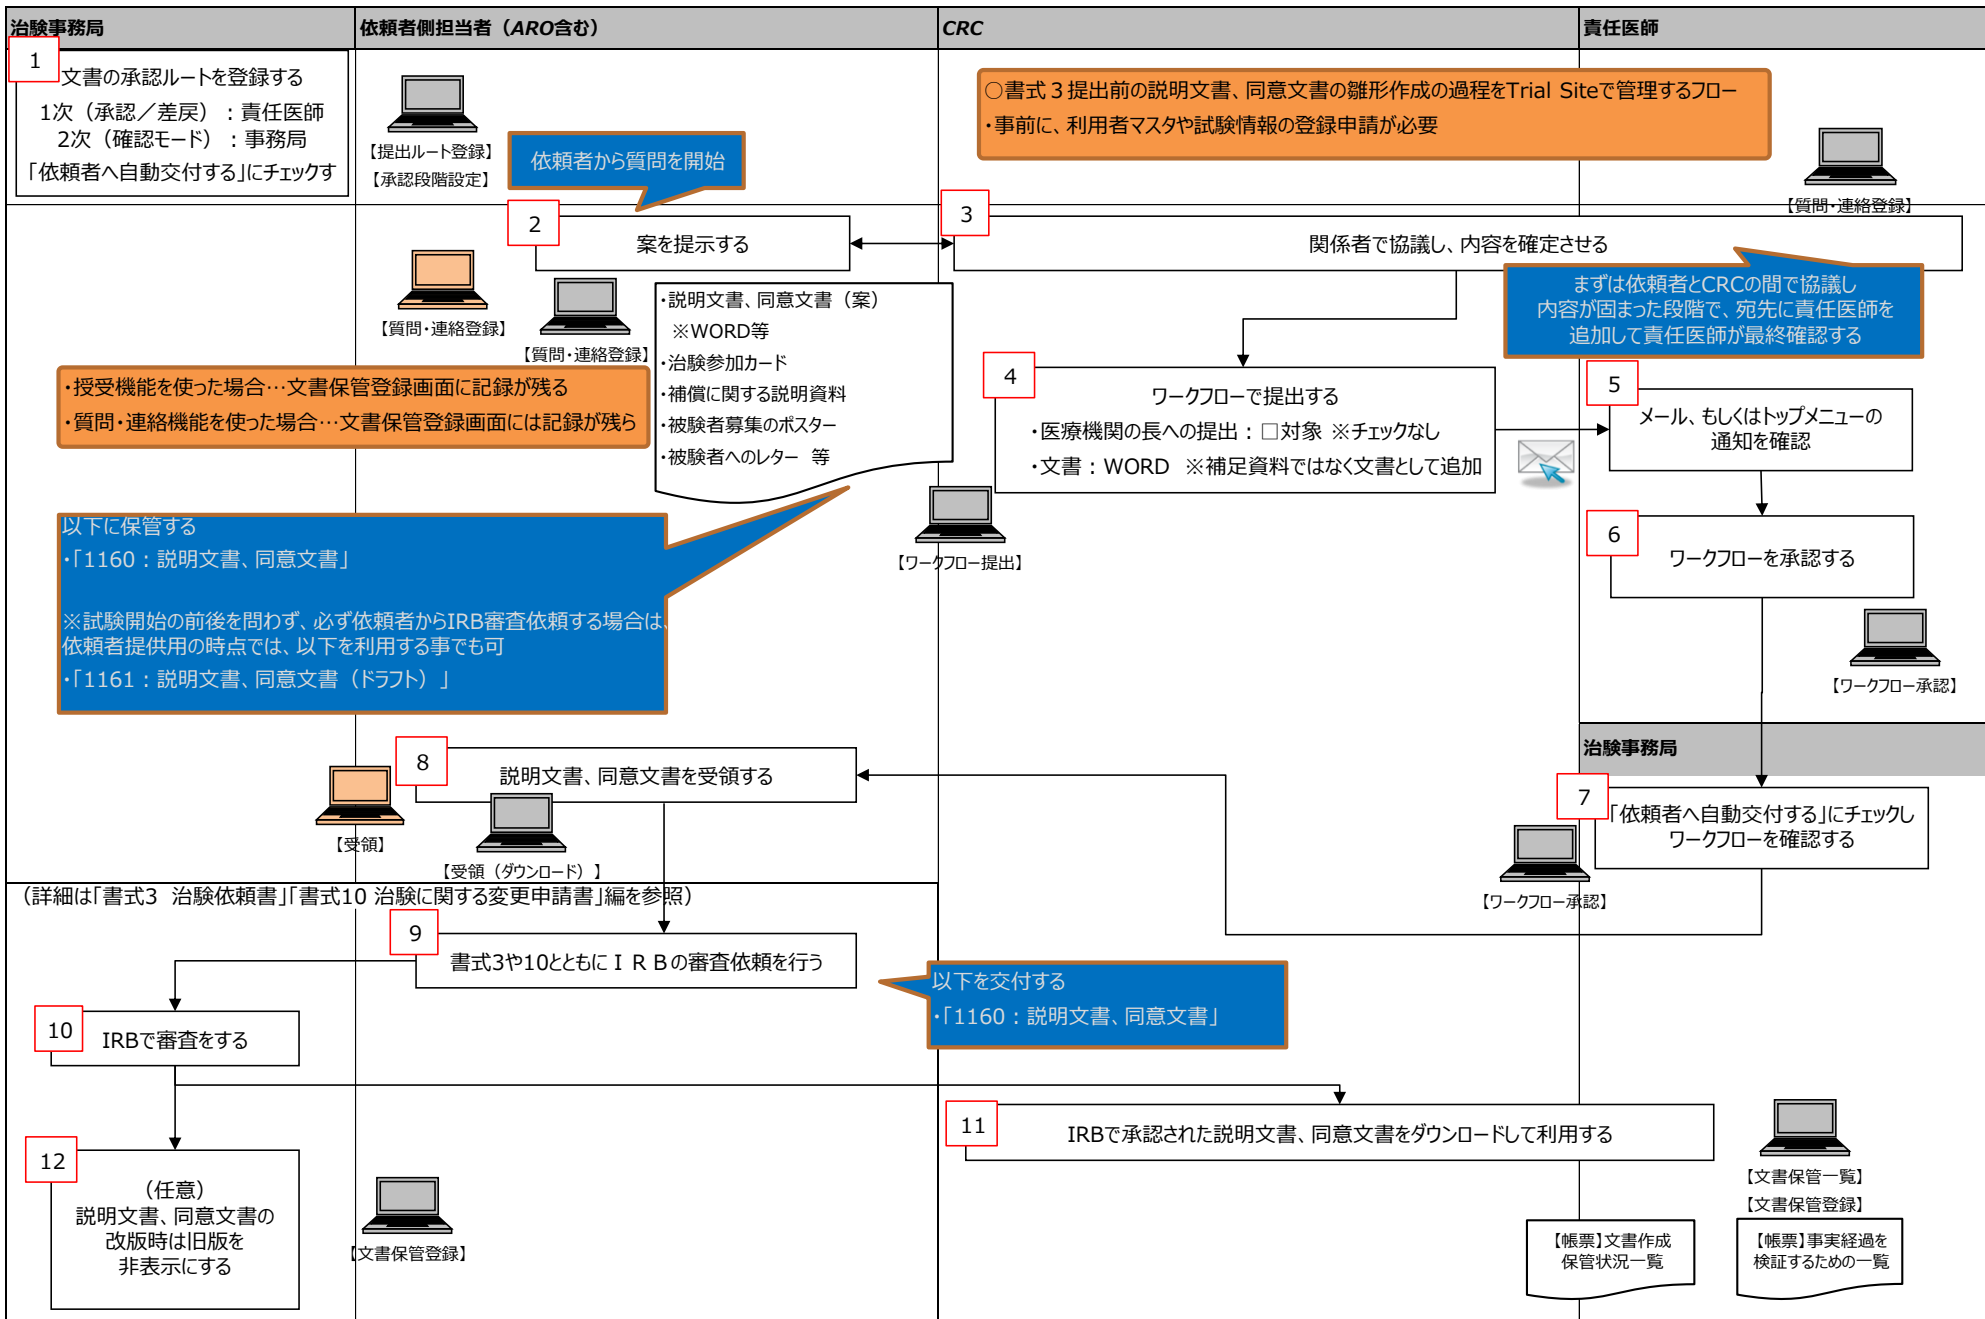 治験事務局
依頼者側担当者（ARO含む）
CRC
責任医師
1
文書の承認ルートを登録する
1次（承認／差戻）：責任医師
2次（確認モード）：事務局
「依頼者へ自動交付する」にチェックす
【提出ルート登録】
【承認段階設定】
依頼者から質問を開始
○書式３提出前の説明文書、同意文書の雛形作成の過程をTrial Siteで管理するフロー
・事前に、利用者マスタや試験情報の登録申請が必要
【質問・連絡登録】
2
案を提示する
3
関係者で協議し、内容を確定させる
まずは依頼者とCRCの間で協議し
内容が固まった段階で、宛先に責任医師を
追加して責任医師が最終確認する
【質問・連絡登録】
【質問・連絡登録】
・説明文書、同意文書（案）
※WORD等
・治験参加カード
・補償に関する説明資料
・被験者募集のポスター
・被験者へのレター 等
・授受機能を使った場合…文書保管登録画面に記録が残る
・質問・連絡機能を使った場合…文書保管登録画面には記録が残ら
4
ワークフローで提出する
・医療機関の長への提出：□対象 ※チェックなし
・文書：WORD ※補足資料ではなく文書として追加
【ワークフロー提出】
5
メール、もしくはトップメニューの
通知を確認
6
ワークフローを承認する
【ワークフロー承認】
以下に保管する
・「1160：説明文書、同意文書」
※試験開始の前後を問わず、必ず依頼者からIRB審査依頼する場合は、
依頼者提供用の時点では、以下を利用する事でも可
・「1161：説明文書、同意文書（ドラフト）」
治験事務局
7
「依頼者へ自動交付する」にチェックし
ワークフローを確認する
【ワークフロー承認】
8
説明文書、同意文書を受領する
【受領】
【受領（ダウンロード）】
（詳細は「書式3 治験依頼書」「書式10 治験に関する変更申請書」編を参照）
9
書式3や10とともにＩＲＢの審査依頼を行う
以下を交付する
・「1160：説明文書、同意文書」
10
IRBで審査をする
11
IRBで承認された説明文書、同意文書をダウンロードして利用する
【文書保管一覧】
【文書保管登録】
12
（任意）
説明文書、同意文書の
改版時は旧版を
非表示にする
【文書保管登録】
【帳票】文書作成
保管状況一覧
【帳票】事実経過を
検証するための一覧